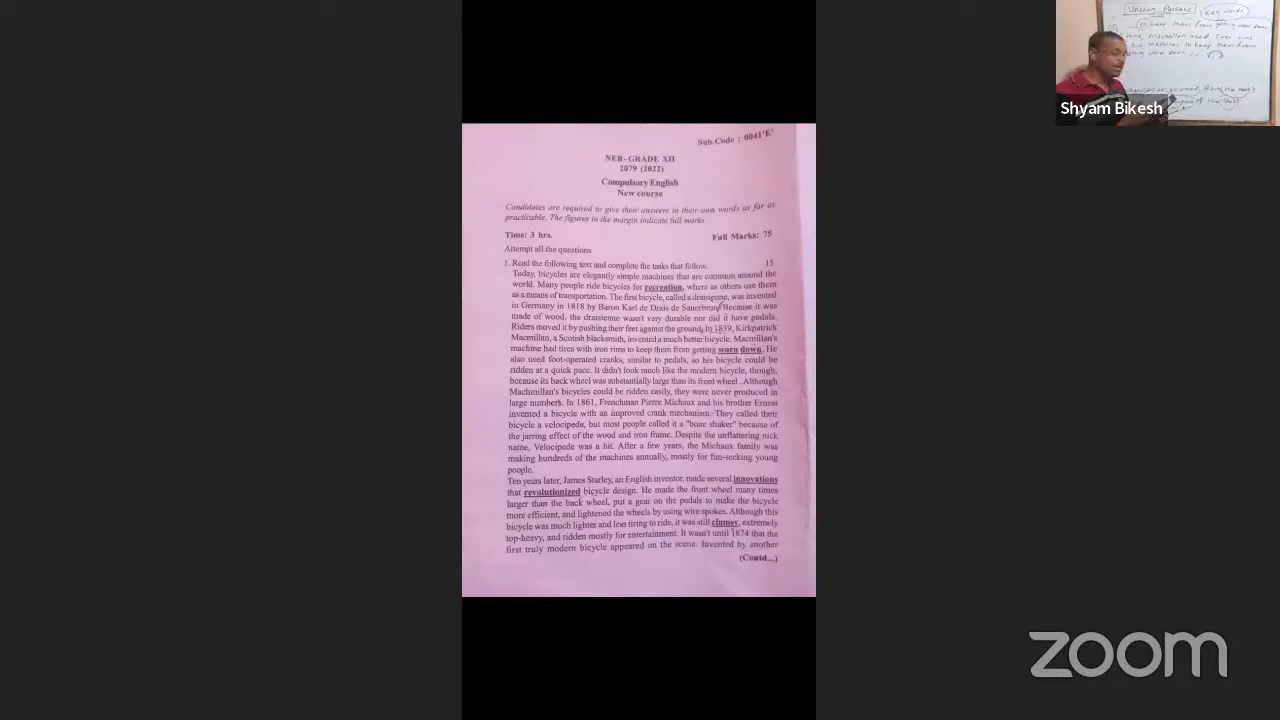 Sub.Code : 0041'E'
NEB-GRADE XII
2079 (2022)
Compulsory English
New course
Candidates are required to give their answers in their own words as far as
practicable. The figures in the margin indicate full marks
Time: 3 hrs.
Full Marks: 75
Attempt all the questions.
1. Read the following text and complete the tasks that follow. 15
Today, bicycles are elegantly simple machines that are common around the
world. Many people ride bicycles for recreation, where as others use them
as a means of transportation. The first bicycle, called a draisienne, was invented
in Germany in 1818 by Baron Karl de Drais de Sauerbrun. Because it was
made of wood, the draisienne wasn't very durable nor did it have pedals.
Riders moved it by pushing their feet against the ground. In 1839, Kirkpatrick
Macmillan, a Scotish blacksmith, invented a much better bicycle. Macmillan's
machine had tires with iron rims to keep them from getting worn down. He
also used foot-operated cranks, similar to pedals, so his bicycle could be
ridden at a quick pace. It didn't look much like the modern bicycle, though,
because its back wheel was substantially large than its front wheel. Although
Machmillan's bicycles could be ridden easily, they were never produced in
large numbers. In 1861, Frenchman Pierre Michaux and his brother Ernest
invented a bicycle with an improved crank mechanism. They called their
bicycle a velocipede, but most people called it a "bone shaker" because of
the jarring effect of the wood and iron frame. Despite the unflattering nick
name, Velocipede was a hit. After a few years, the Michaux family was
making hundreds of the machines annually, mostly for fun-seeking young
people.
Ten years later, James Starley, an English inventor, made several innovations
that revolutionized bicycle design. He made the front wheel many times
larger than the back wheel, put a gear on the pedals to make the bicycle
more efficient, and lightened the wheels by using wire spokes. Although this
bicycle was much lighter and less tiring to ride, it was still clumsy, extremely
top-heavy, and ridden mostly for entertainment. It wasn't until 1874 that the
first truly modern bicycle appeared on the scene. Invented by another
(Contd...)
key words
keep them from getting worn down
Shyam Bikesh
zoom